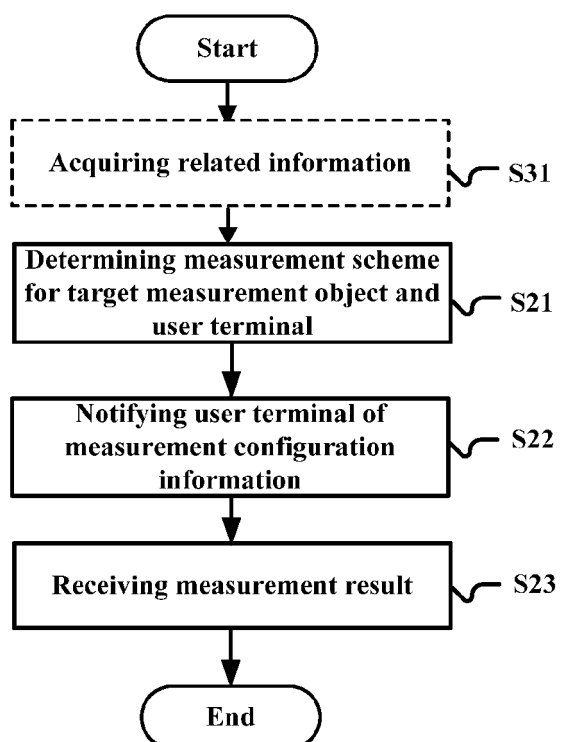 Start
Acquiring related information
S31
Determining measurement scheme
for target measurement object and
user terminal
S21
Notifying user terminal of
measurement configuration
information
S22
Receiving measurement result
S23
End